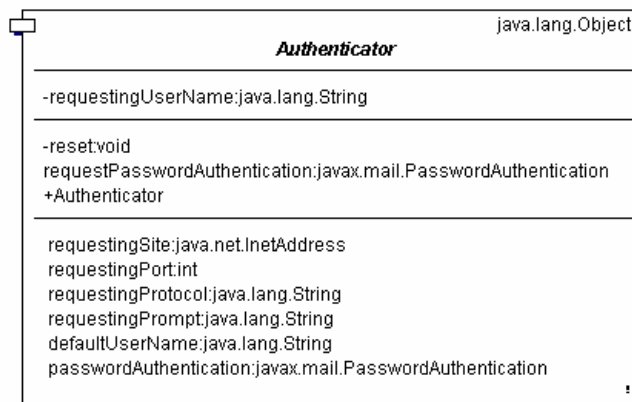 java.lang.Object
Authenticator
-requestingUserName:java.lang.String
-reset:void
requestPasswordAuthentication:javax.mail.PasswordAuthentication
+Authenticator
requestingSite:java.net.InetAddress
requestingPort:int
requestingProtocol:java.lang.String
requestingPrompt:java.lang.String
defaultUserName:java.lang.String
passwordAuthentication:javax.mail.PasswordAuthentication